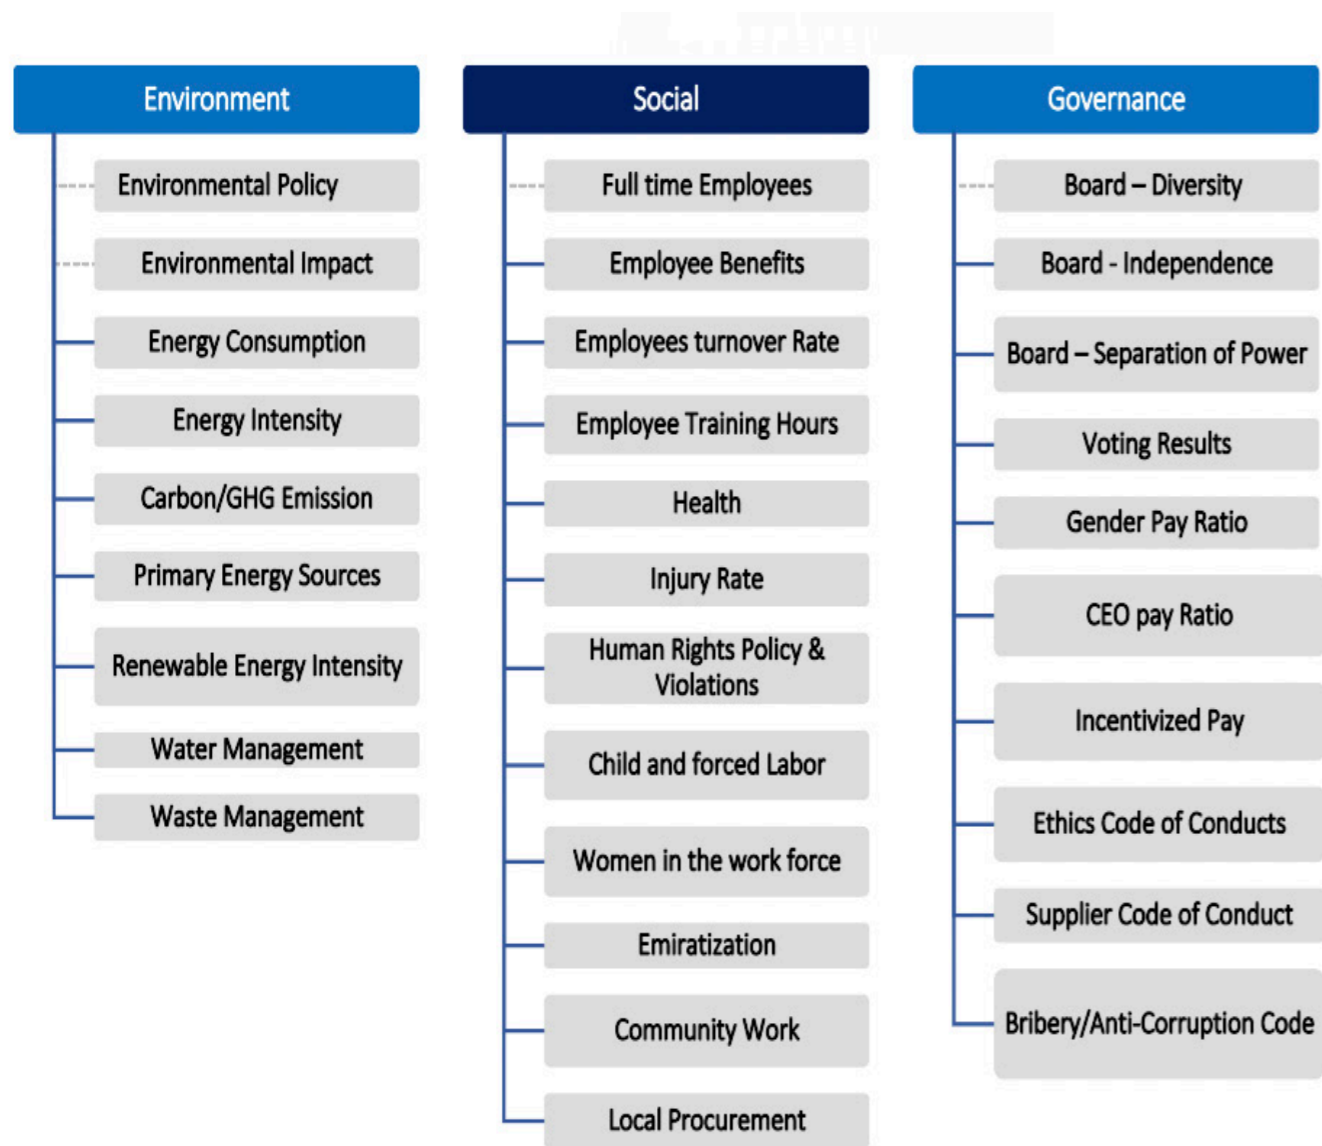 Environment
Environmental Policy
Environmental Impact
Energy Consumption
Energy Intensity
Carbon/GHG Emission
Primary Energy Sources
Renewable Energy Intensity
Water Management
Waste Management
Social
Full time Employees
Employee Benefits
Employees turnover Rate
Employee Training Hours
Health
Injury Rate
Human Rights Policy &
Violations
Child and forced Labor
Women in the work force
Emiratization
Community Work
Local Procurement
Governance
Board – Diversity
Board - Independence
Board – Separation of Power
Voting Results
Gender Pay Ratio
CEO pay Ratio
Incentivized Pay
Ethics Code of Conducts
Supplier Code of Conduct
Bribery/Anti-Corruption Code